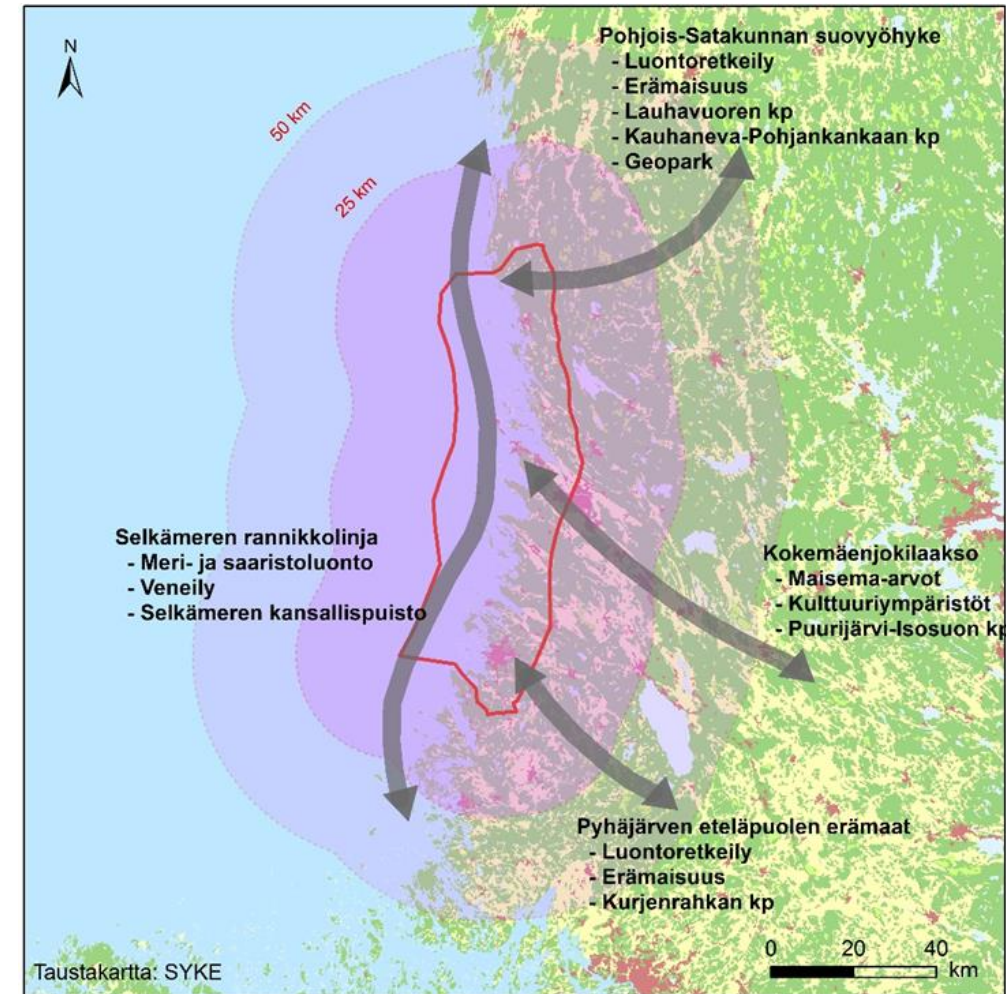 N
50 km
25 km
Pohjois-Satakunnan suovyöhyke
- Luontoretkeily
- Erämaisuus
- Lauhavuoren kp
- Kauhaneva-Pohjankankaan kp
- Geopark
Selkämeren rannikkolinja
- Meri- ja saaristoluonto
- Veneily
- Selkämeren kansallispuisto
Kokemäenjokilaakso
- Maisema-arvot
- Kulttuuriympäristöt
- Puurijärvi-Isosuon kp
Pyhäjärven eteläpuolen erämaat
- Luontoretkeily
- Erämaisuus
- Kurjenrahkan kp
0 20 40
km
Taustakartta: SYKE